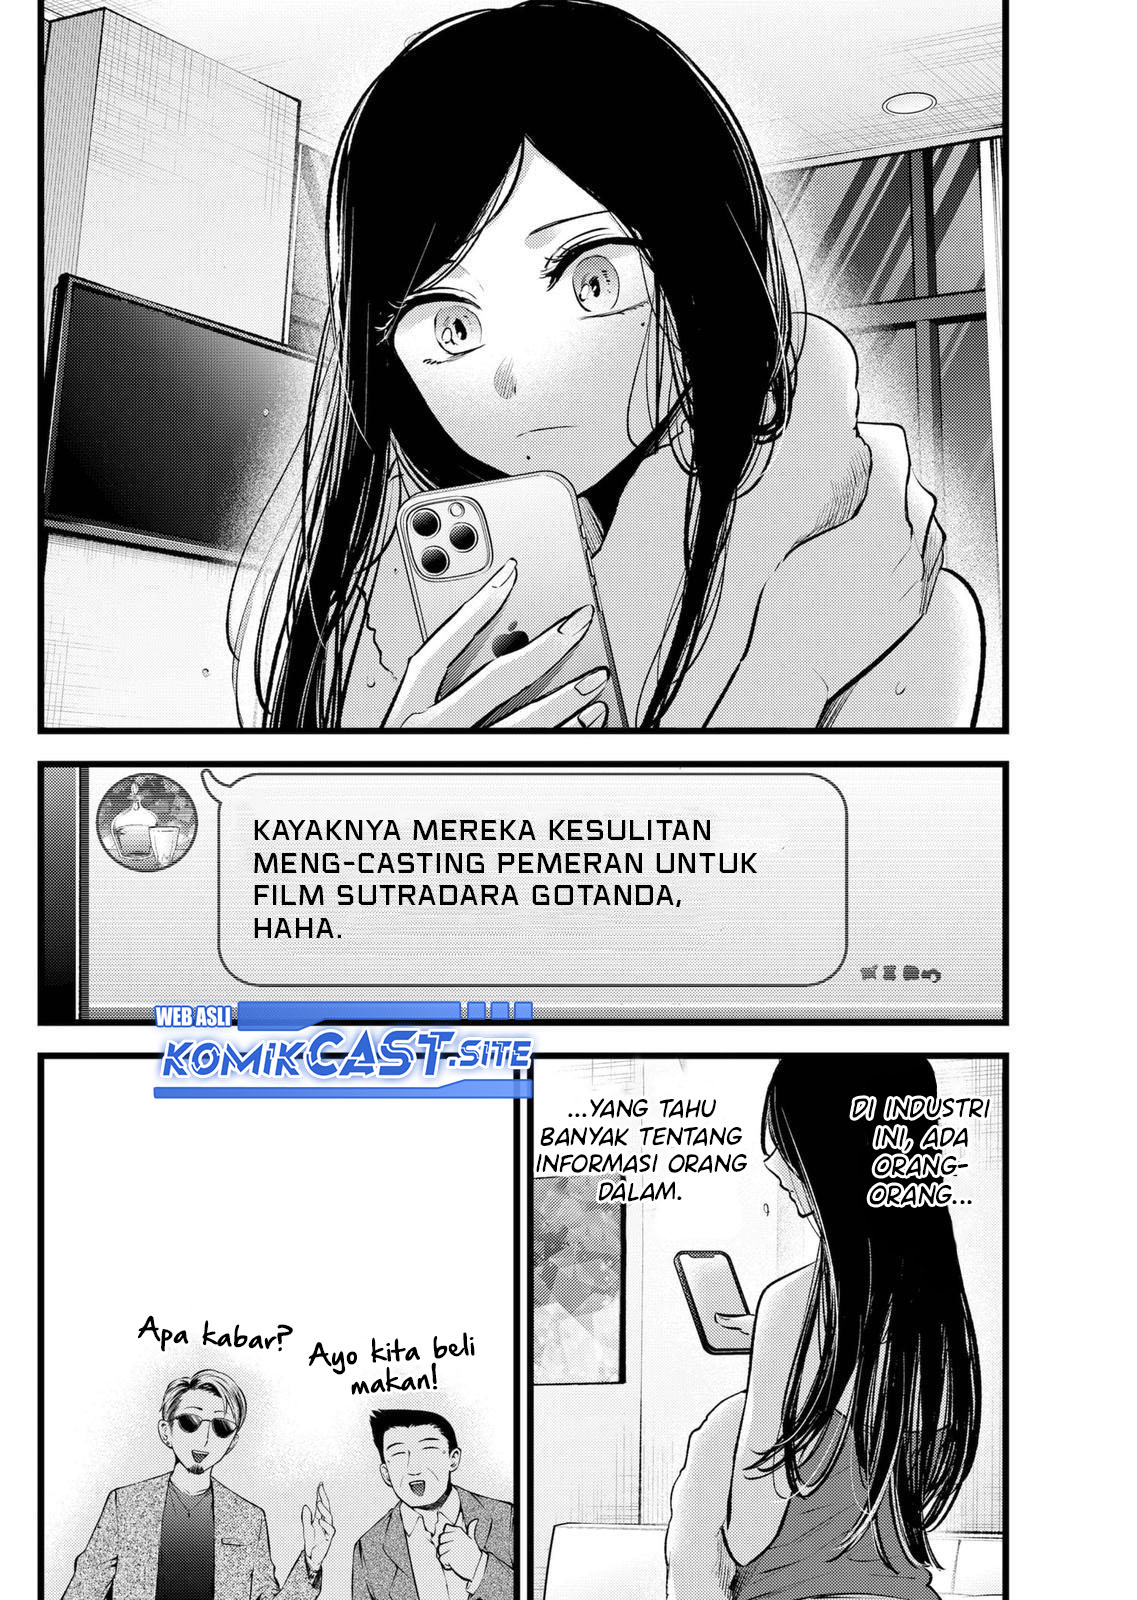 KAYAKNYA MEREKA KESULITAN
MENG-CASTING PEMERAN UNTUK
FILM SUTRADARA GOTANDA,
HAHA.
WEB ASLI
KOMIKCAST.SITE
DI INDUSTRI
INI, ADA
ORANG-
ORANG...
...YANG TAHU
BANYAK TENTANG
INFORMASI ORANG
DALAM.
Apa kabar?
Ayo kita beli
makan!